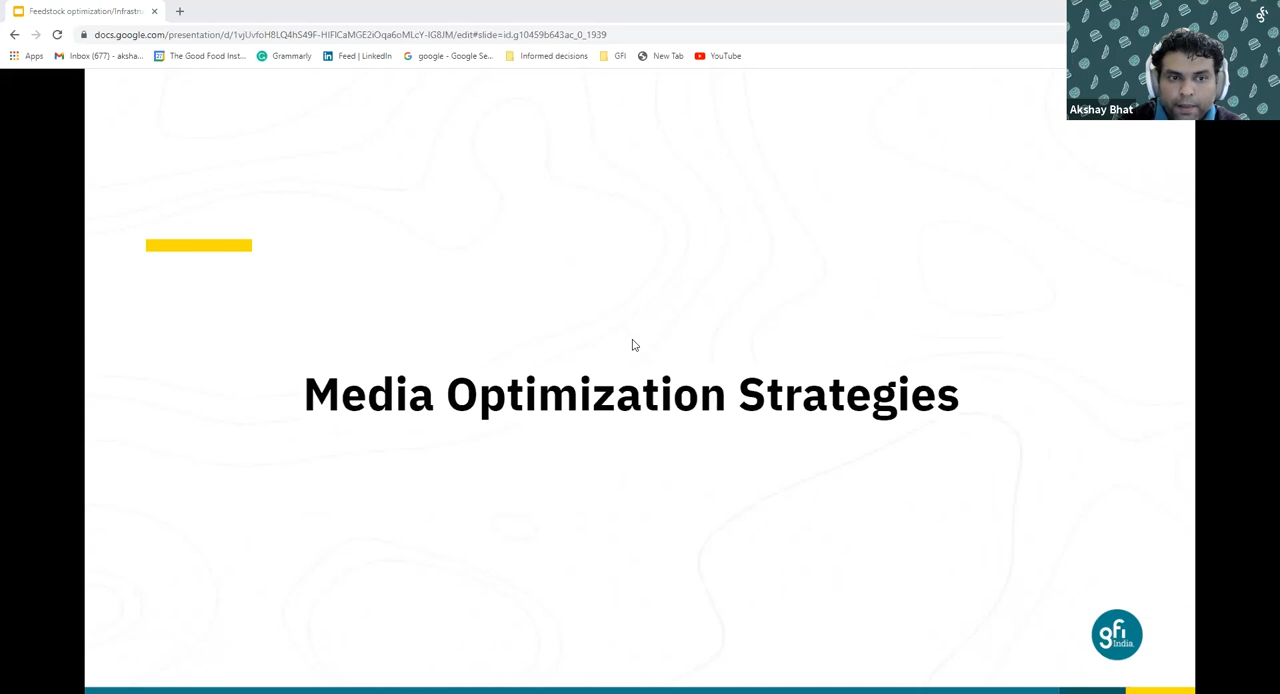 Feedstock optimization/Infrastru
docs.google.com/presentation/d/1vjUvfoH8LQ4hS49F-HIFlCaMGE2iOqa6oMLcY-IG8JM/edit#slide=id.g10459b643ac_0_1939
Apps
Inbox (677) - aksha...
The Good Food Inst...
Grammarly
Feed | LinkedIn
google - Google Se...
Informed decisions
GFI
New Tab
YouTube
gfi
Akshay Bhat
Media Optimization Strategies
gfi
India